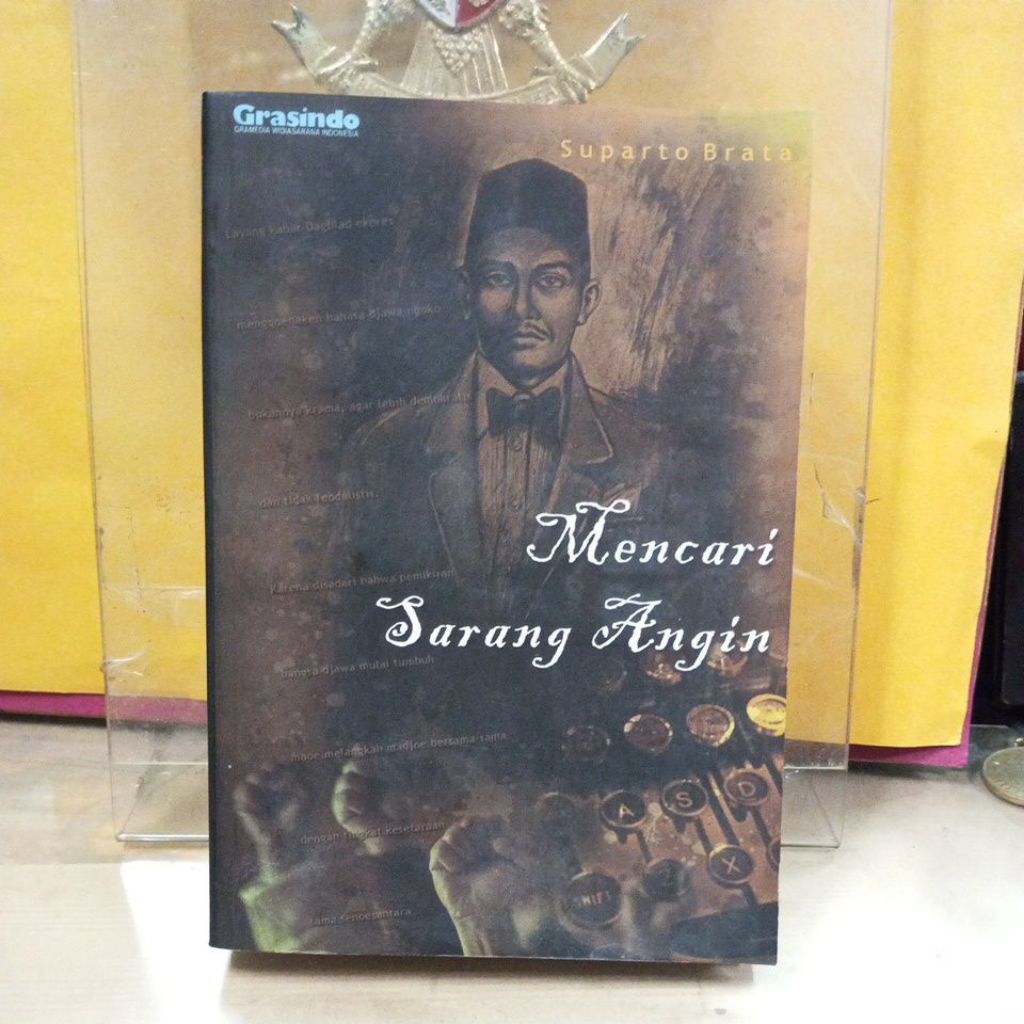 Grasindo
GRAMEDIA WIDIASARANA INDONESIA
Suparto Brata
Layang kabar Dagblad ekpres
menggoenaken bahasa djawa ngoko
bukannya krama, agar lebih demokratis
dan tidak feodalistis.
Karena disadari bahwa pemikiran
bangsa djawa mulai tumbuh
maoe melangkah madjoe bersama-sama
dengan tingkat kesetaraan
sama senoesantara
Mencari
Sarang Angin
A S D
SHIFT
X